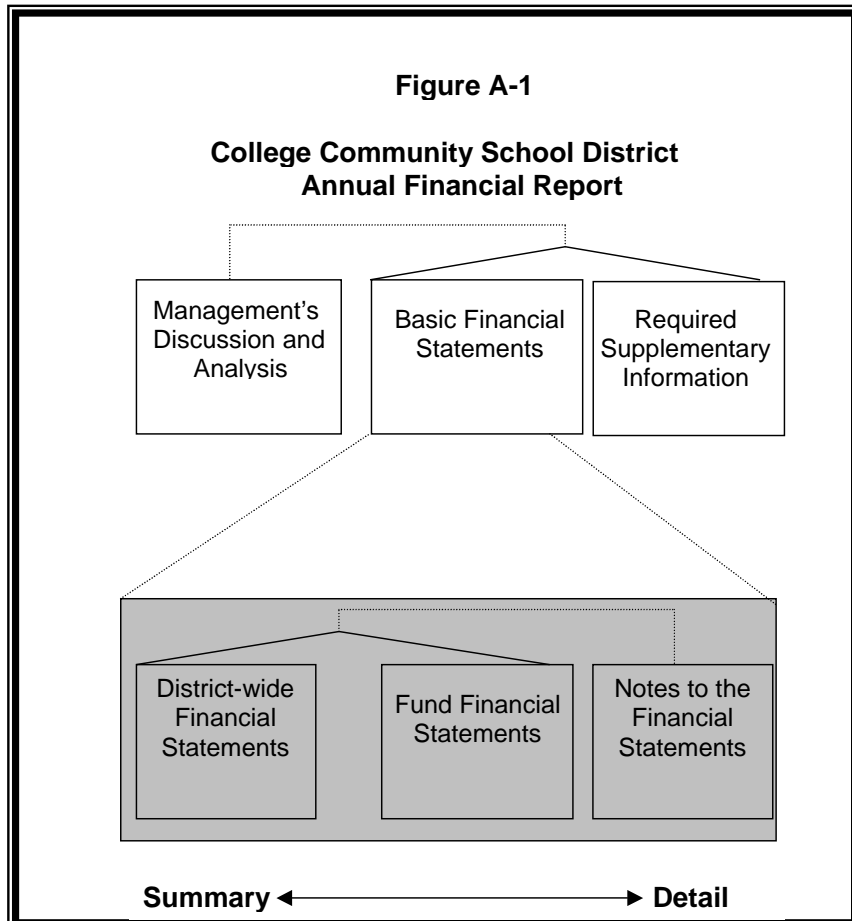 Figure A-1
College Community School District
Annual Financial Report
Management’s
Discussion and
Analysis
Basic Financial
Statements
Required
Supplementary
Information
District-wide
Financial
Statements
Fund Financial
Statements
Notes to the
Financial
Statements
Summary Detail